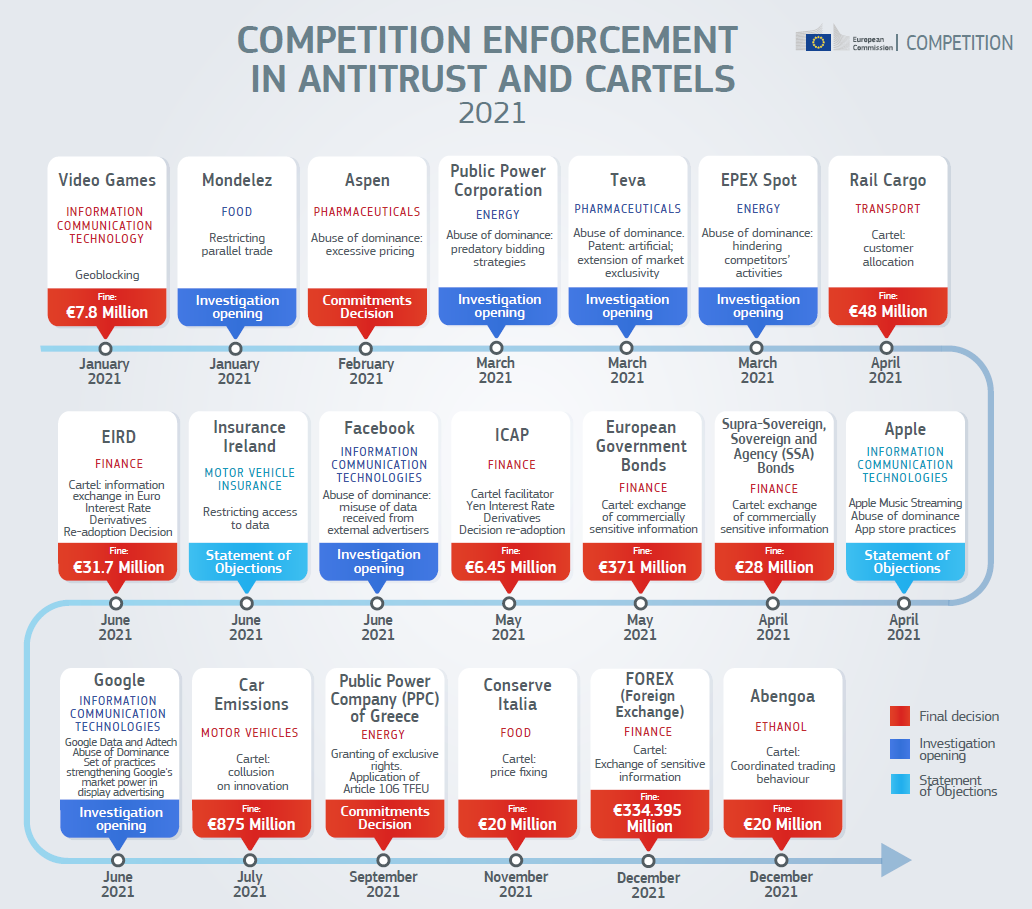 COMPETITION ENFORCEMENT
IN ANTITRUST AND CARTELS
2021
European
Commission
COMPETITION
Video Games
INFORMATION
COMMUNICATION
TECHNOLOGY
Geoblocking
Fine:
€7.8 Million
January
2021
Mondelez
FOOD
Restricting
parallel trade
Investigation
opening
January
2021
Aspen
PHARMACEUTICALS
Abuse of dominance:
excessive pricing
Commitments
Decision
February
2021
Public Power
Corporation
ENERGY
Abuse of dominance:
predatory bidding
strategies
Investigation
opening
March
2021
Teva
PHARMACEUTICALS
Abuse of dominance.
Patent: artificial;
extension of market
exclusivity
Investigation
opening
March
2021
EPEX Spot
ENERGY
Abuse of dominance:
hindering
competitors'
activities
Investigation
opening
March
2021
Rail Cargo
TRANSPORT
Cartel:
customer
allocation
Fine:
€48 Million
April
2021
EIRD
FINANCE
Cartel: information
exchange in Euro
Interest Rate
Derivatives
Re-adoption Decision
Fine:
€31.7 Million
June
2021
Insurance
Ireland
MOTOR VEHICLE
INSURANCE
Restricting access
to data
Statement of
Objections
June
2021
Facebook
INFORMATION
COMMUNICATION
TECHNOLOGIES
Abuse of dominance:
misuse of data
received from
external advertisers
Investigation
opening
June
2021
ICAP
FINANCE
Cartel facilitator
Yen Interest Rate
Derivatives
Decision re-adoption
Fine:
€6.45 Million
May
2021
European
Government
Bonds
FINANCE
Cartel: exchange
of commercially
sensitive information
Fine:
€371 Million
May
2021
Supra-Sovereign,
Sovereign and
Agency (SSA)
Bonds
FINANCE
Cartel: exchange
of commercially
sensitive information
Fine:
€28 Million
April
2021
Apple
INFORMATION
COMMUNICATION
TECHNOLOGIES
Apple Music Streaming
Abuse of dominance
App store practices
Statement of
Objections
April
2021
Google
INFORMATION
COMMUNICATION
TECHNOLOGIES
Google Data and Adtech
Abuse of Dominance
Set of practices
strengthening Google's
market power in
display advertising
Investigation
opening
June
2021
Car
Emissions
MOTOR VEHICLES
Cartel:
collusion
on innovation
Fine:
€875 Million
July
2021
Public Power
Company (PPC)
of Greece
ENERGY
Granting of exclusive
rights.
Application of
Article 106 TFEU
Commitments
Decision
September
2021
Conserve
Italia
FOOD
Cartel:
price fixing
Fine:
€20 Million
November
2021
FOREX
(Foreign
Exchange)
FINANCE
Cartel:
Exchange of sensitive
information
Fine:
€334.395
Million
December
2021
Abengoa
ETHANOL
Cartel:
Coordinated trading
behaviour
Fine:
€20 Million
December
2021
Final decision
Investigation
opening
Statement
of Objections